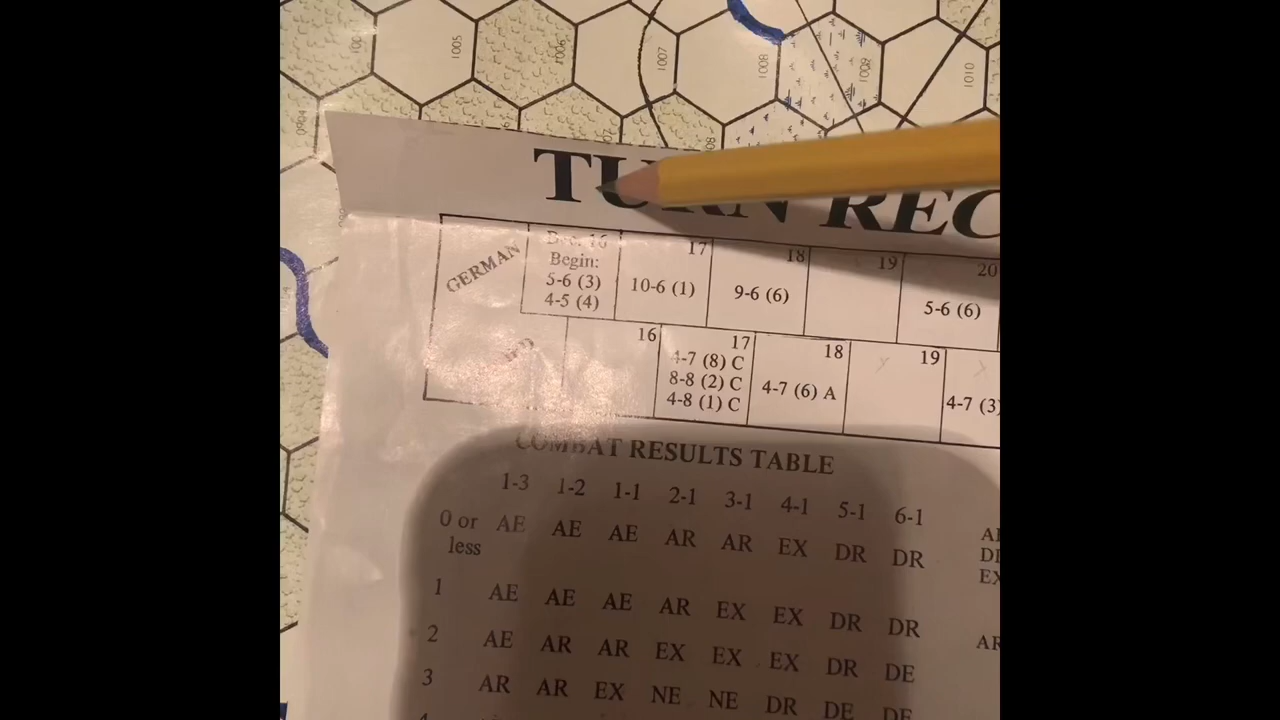 1005
1006
1007
1008
1009
1010
0904
TURN REC
GERMAN
Dec. 16
Begin:
5-6 (3)
4-5 (4)
17
10-6 (1)
18
9-6 (6)
19
20
5-6 (6)
16
17
4-7 (8) C
8-8 (2) C
4-8 (1) C
18
4-7 (6) A
19
4-7 (3)
COMBAT RESULTS TABLE
1-3 1-2 1-1 2-1 3-1 4-1 5-1 6-1
0 or less AE AE AE AR AR EX DR DR
1 AE AE AE AR EX EX DR DR
2 AE AR AR EX EX EX DR DE
3 AR AR EX NE NE DR DE DE
EX
AR